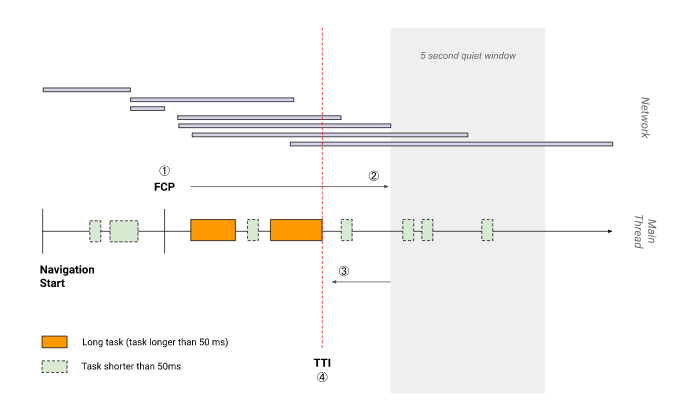 5 second quiet window
Network
①
FCP
②
Main
Thread
Navigation
Start
③
Long task (task longer than 50 ms)
Task shorter than 50ms
TTI
④